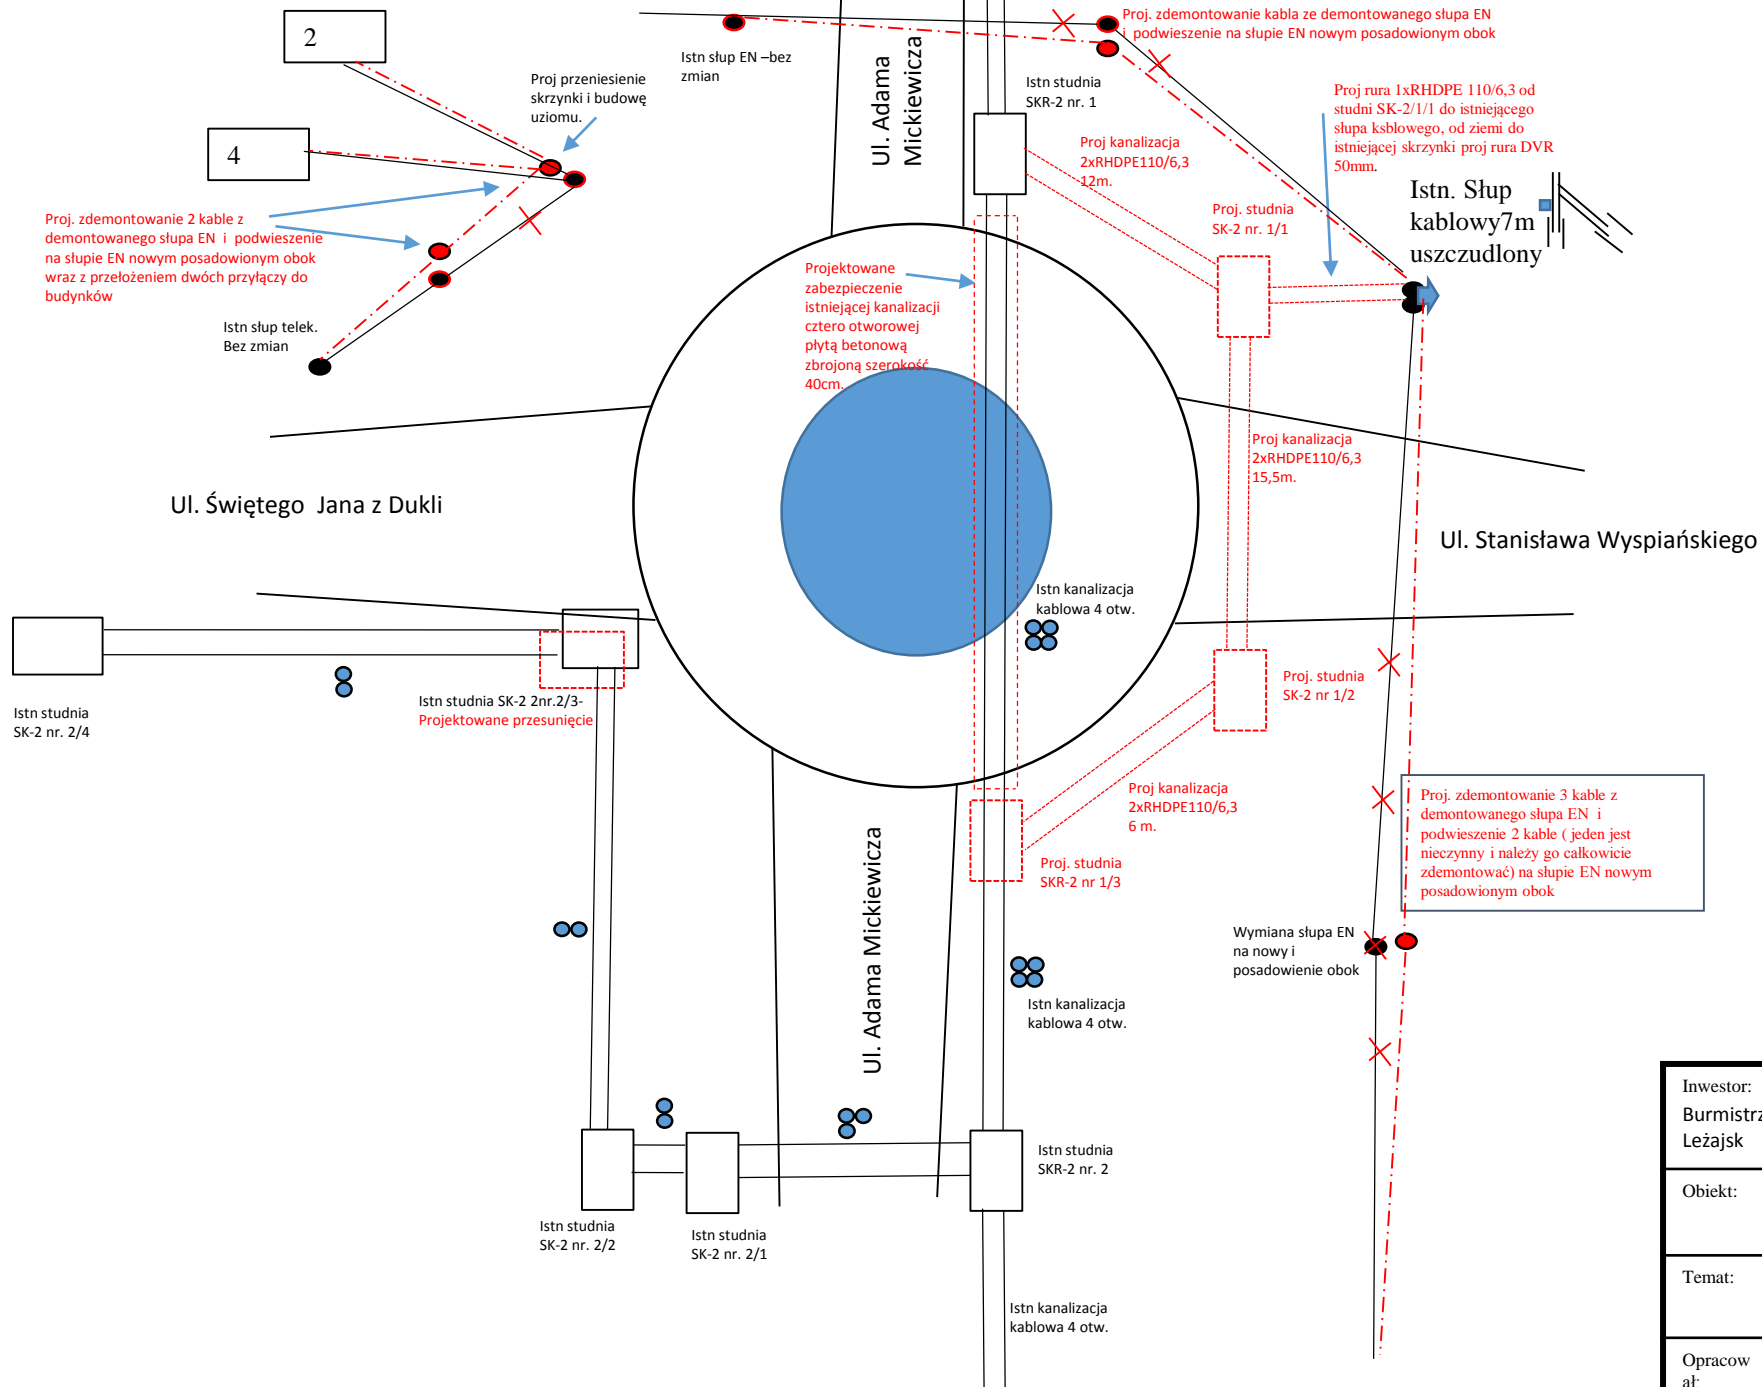 2
Istn słup EN –bez
zmian
Ul. Adama
Mickiewicza
Proj. zdemontowanie kabla ze demontowanego słupa EN
i podwieszenie na słupie EN nowym posadowionym obok
Proj przeniesienie
skrzynki i budowę
uziomu.
Istn studnia
SKR-2 nr. 1
Proj rura 1xRHDPE 110/6,3 od
studni SK-2/1/1 do istniejącego
słupa ksblowego, od ziemi do
istniejącej skrzynki proj rura DVR
50mm.
4
Proj kanalizacja
2xRHDPE110/6,3
12m.
Istn. Słup
kablowy7m
uszczudlony
Proj. zdemontowanie 2 kable z
demontowanego słupa EN i podwieszenie
na słupie EN nowym posadowionym obok
wraz z przełożeniem dwóch przyłączy do
budynków
Proj. studnia
SK-2 nr. 1/1
Projektowane
zabezpieczenie
istniejącej kanalizacji
cztero otworowej
płytą betonową
zbrojoną szerokość
40cm.
Istn słup telek.
Bez zmian
Proj kanalizacja
2xRHDPE110/6,3
15,5m.
Ul. Świętego Jana z Dukli
Ul. Stanisława Wyspiańskiego
Istn kanalizacja
kablowa 4 otw.
Istn studnia
SK-2 nr. 2/4
Istn studnia SK-2 2nr.2/3-
Projektowane przesunięcie
Proj. studnia
SK-2 nr 1/2
Proj kanalizacja
2xRHDPE110/6,3
6 m.
Proj. zdemontowanie 3 kable z
demontowanego słupa EN i
podwieszenie 2 kable ( jeden jest
nieczynny i należy go całkowicie
zdemontować) na słupie EN nowym
posadowionym obok
Ul. Adama Mickiewicza
Proj. studnia
SKR-2 nr 1/3
Wymiana słupa EN
na nowy i
posadowienie obok
Istn kanalizacja
kablowa 4 otw.
Inwestor:
Burmistrz
Leżajsk
Istn studnia
SKR-2 nr. 2
Obiekt:
Istn studnia
SK-2 nr. 2/2
Istn studnia
SK-2 nr. 2/1
Temat:
Istn kanalizacja
kablowa 4 otw.
Opracow
ał: